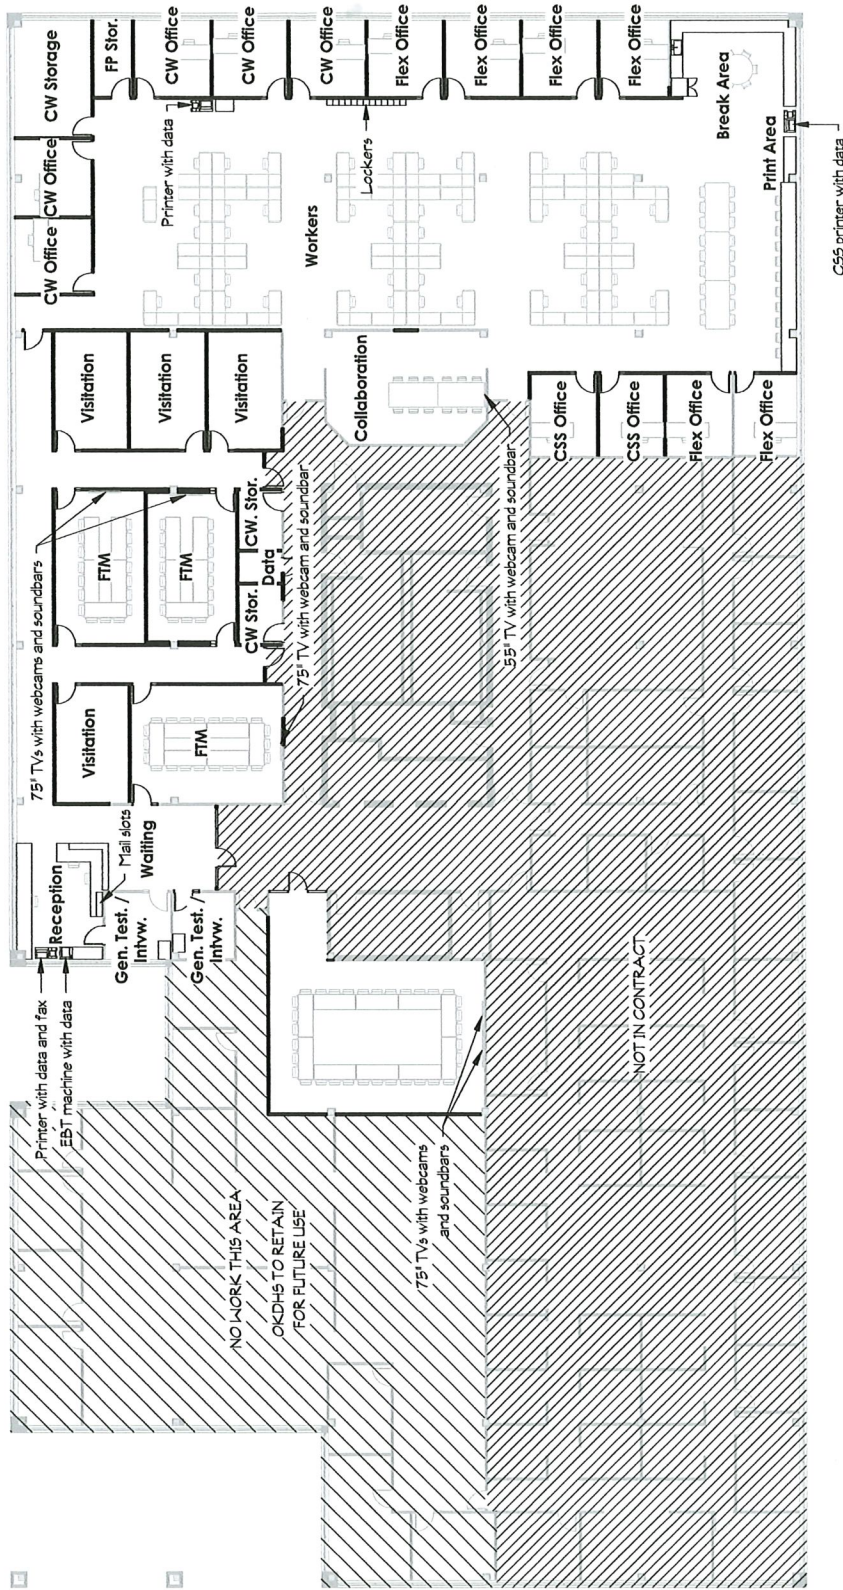 CW Storage
FP Stor.
CW Office
CW Office
CW Office
Flex Office
Flex Office
Flex Office
Flex Office
CW Office
CW Office
Printer with data
Lockers
Workers
Break Area
Print Area
CSS printer with data
Visitation
Visitation
Visitation
Collaboration
CSS Office
CSS Office
Flex Office
Flex Office
75" TVs with webcams and soundbars
FTM
FTM
CW. Stor.
Data
CW Stor.
75" TV with webcam and soundbar
55" TV with webcam and soundbar
Visitation
FTM
Mail slots
Waiting
Reception
Gen. Test. /
Intvw.
Gen. Test. /
Intvw.
Printer with data and fax
EBT machine with data
NO WORK THIS AREA
OKDHS TO RETAIN
FOR FUTURE USE
75" TVs with webcams
and soundbars
NOT IN CONTRACT